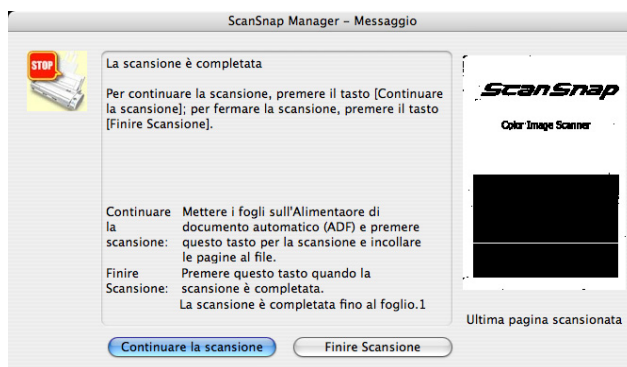 ScanSnap Manager – Messaggio
STOP
La scansione è completata
Per continuare la scansione, premere il tasto [Continuare
la scansione]; per fermare la scansione, premere il tasto
[Finire Scansione].
Continuare la scansione: Mettere i fogli sull'Alimentaore di
documento automatico (ADF) e premere
questo tasto per la scansione e incollare
le pagine al file.
Finire Scansione: Premere questo tasto quando la
scansione è completata.
La scansione è completata fino al foglio.1
Continuare la scansione
Finire Scansione
ScanSnap
Color Image Scanner
Ultima pagina scansionata